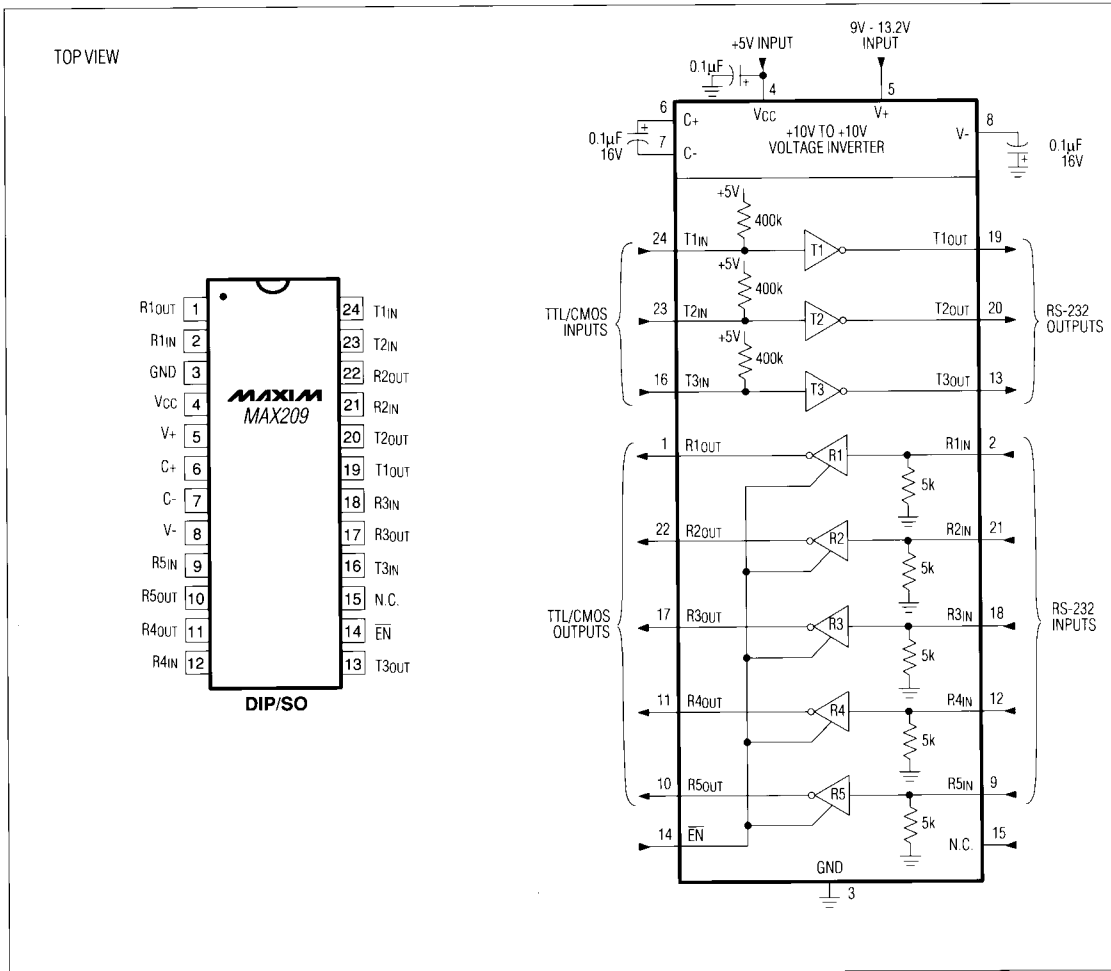 TOP VIEW
R1OUT 1
R1IN 2
GND 3
VCC 4
V+ 5
C+ 6
C- 7
V- 8
R5IN 9
R5OUT 10
R4OUT 11
R4IN 12
MAXIM
MAX209
24 T1IN
23 T2IN
22 R2OUT
21 R2IN
20 T2OUT
19 T1OUT
18 R3IN
17 R3OUT
16 T3IN
15 N.C.
14 EN
13 T3OUT
DIP/SO
+5V INPUT
9V - 13.2V
INPUT
0.1µF
+
4
5
VCC
V+
6 C+
7 C-
+
0.1µF
16V
+10V TO +10V
VOLTAGE INVERTER
V- 8
0.1µF
16V
+
+5V
400k
24 T1IN T1 T1OUT 19
+5V
400k
23 T2IN T2 T2OUT 20
+5V
400k
16 T3IN T3 T3OUT 13
TTL/CMOS
INPUTS
RS-232
OUTPUTS
1 R1OUT R1 R1IN 2
5k
22 R2OUT R2 R2IN 21
5k
17 R3OUT R3 R3IN 18
5k
11 R4OUT R4 R4IN 12
5k
10 R5OUT R5 R5IN 9
5k
TTL/CMOS
OUTPUTS
RS-232
INPUTS
14 EN
N.C. 15
GND
3